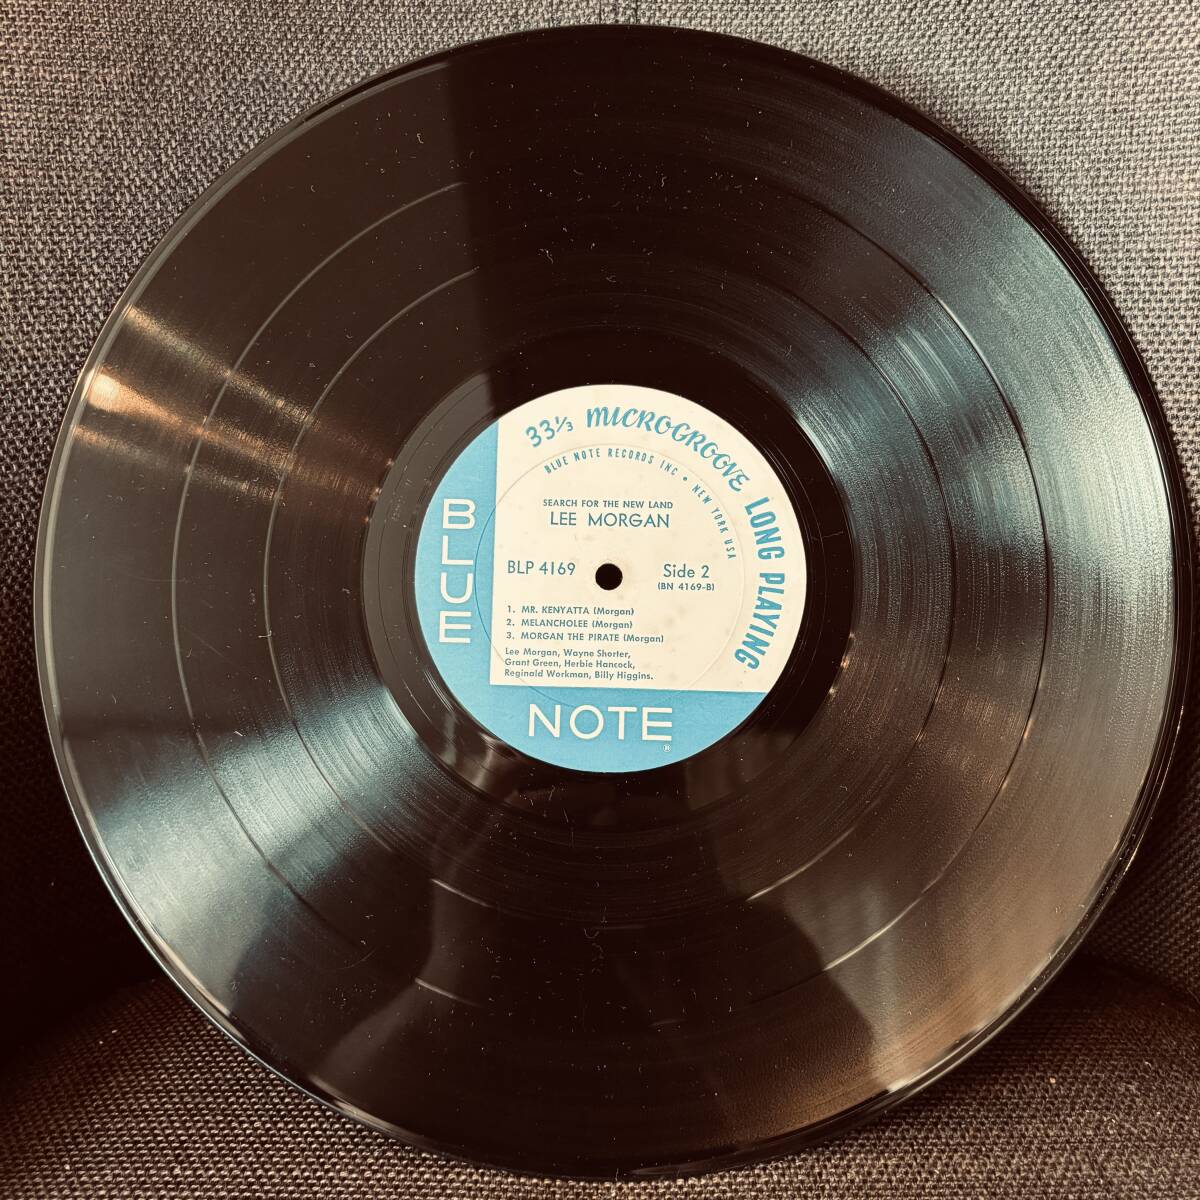 33⅓ MICROGROOVE LONG PLAYING
BLUE NOTE RECORDS INC • NEW YORK USA
SEARCH FOR THE NEW LAND
LEE MORGAN
BLP 4169
Side 2
(BN 4169-B)
1. MR. KENYATTA (Morgan)
2. MELANCHOLEE (Morgan)
3. MORGAN THE PIRATE (Morgan)
Lee Morgan, Wayne Shorter,
Grant Green, Herbie Hancock,
Reginald Workman, Billy Higgins.
BLUE
NOTE
®